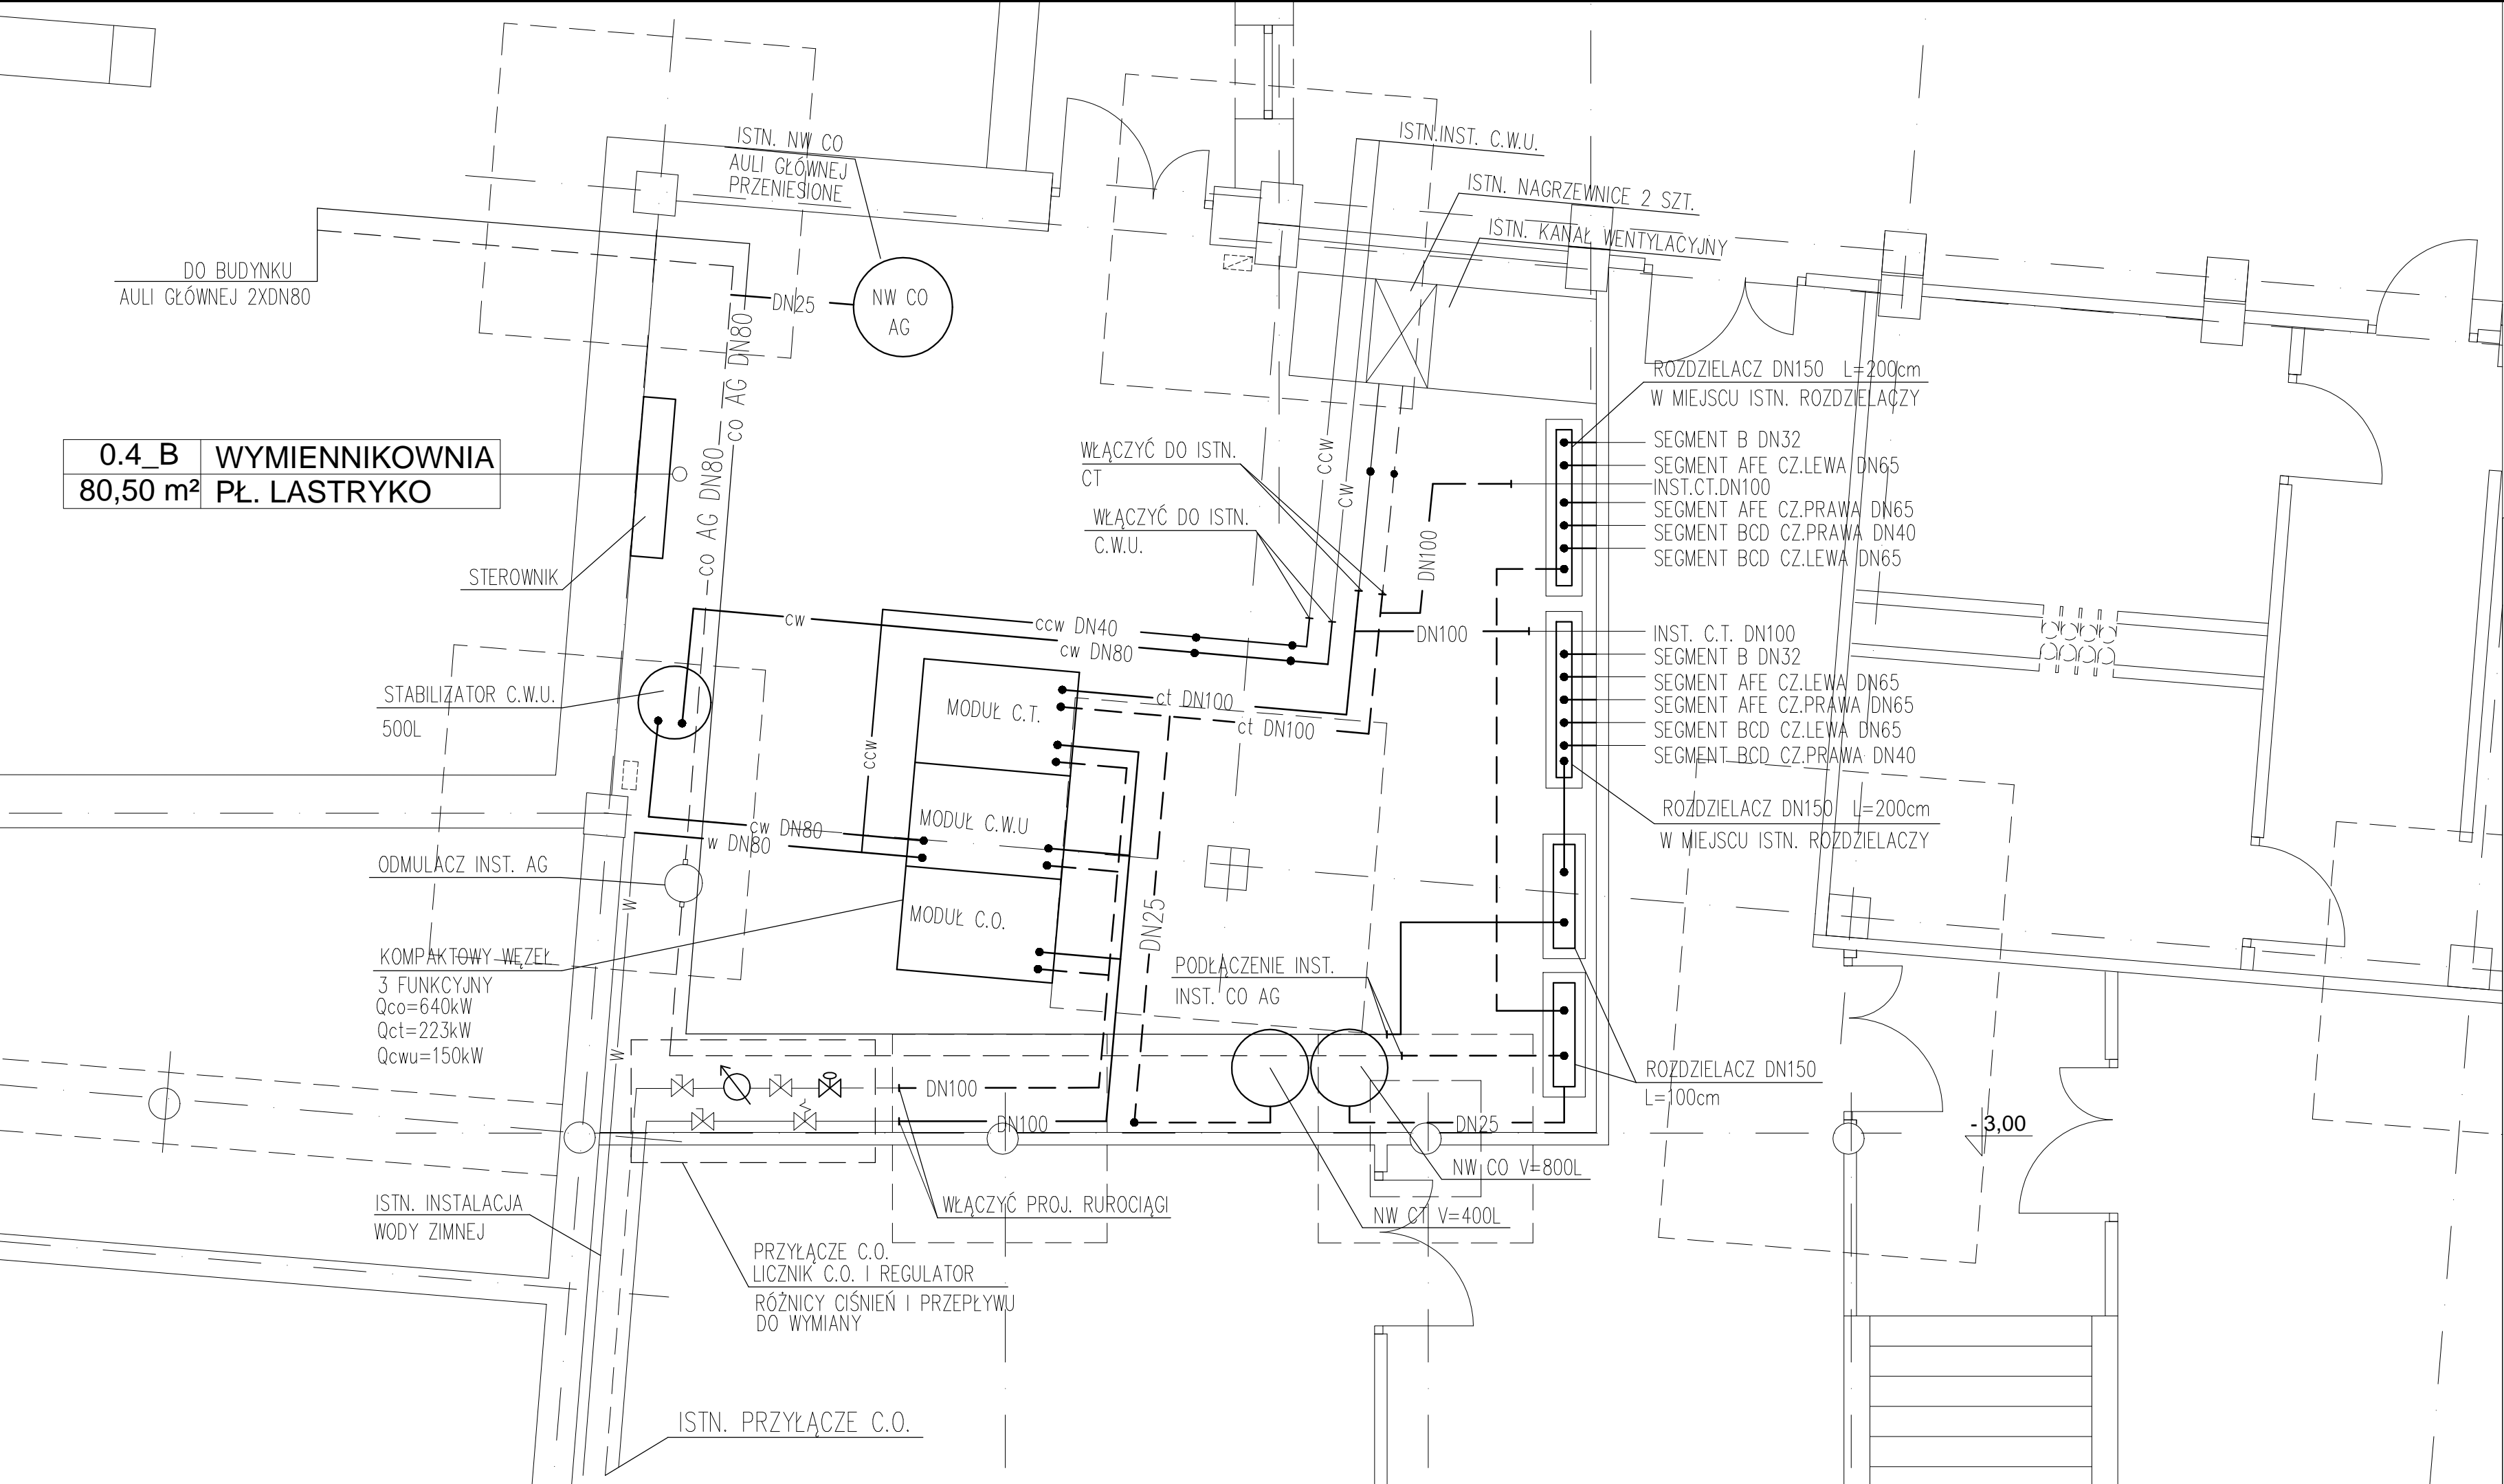 ISTN. NW CO
AULI GŁÓWNEJ
PRZENIESIONE
ISTN.INST. C.W.U.
ISTN. NAGRZEWNICE 2 SZT.
ISTN. KANAŁ WENTYLACYJNY
DO BUDYNKU
AULI GŁÓWNEJ 2XDN80
DN25
NW CO
AG
co AG DN80
co AG DN80
0.4_B WYMIENNIKOWNIA
80,50 m² PŁ. LASTRYKO
STEROWNIK
WŁĄCZYĆ DO ISTN.
CT
WŁĄCZYĆ DO ISTN.
C.W.U.
ccw
cw
DN100
ROZDZIELACZ DN150 L=200cm
W MIEJSCU ISTN. ROZDZIELACZY
SEGMENT B DN32
SEGMENT AFE CZ.LEWA DN65
INST.CT.DN100
SEGMENT AFE CZ.PRAWA DN65
SEGMENT BCD CZ.PRAWA DN40
SEGMENT BCD CZ.LEWA DN65
cw
ccw DN40
cw DN80
DN100
INST. C.T. DN100
SEGMENT B DN32
SEGMENT AFE CZ.LEWA DN65
SEGMENT AFE CZ.PRAWA DN65
SEGMENT BCD CZ.LEWA DN65
SEGMENT BCD CZ.PRAWA DN40
STABILIZATOR C.W.U.
500L
MODUŁ C.T.
ct DN100
ct DN100
ccw
ROZDZIELACZ DN150 L=200cm
W MIEJSCU ISTN. ROZDZIELACZY
cw DN80
w DN80
MODUŁ C.W.U
ODMULACZ INST. AG
w
MODUŁ C.O.
DN25
KOMPAKTOWY WĘZEŁ
3 FUNKCYJNY
Qco=640kW
Qct=223kW
Qcwu=150kW
w
PODŁĄCZENIE INST.
INST. CO AG
ROZDZIELACZ DN150
L=100cm
DN100
DN100
DN25
- 3,00
NW CO V=800L
NW CT V=400L
ISTN. INSTALACJA
WODY ZIMNEJ
WŁĄCZYĆ PROJ. RUROCIĄGI
PRZYŁĄCZE C.O.
LICZNIK C.O. I REGULATOR
RÓŻNICY CIŚNIEŃ I PRZEPŁYWU
DO WYMIANY
ISTN. PRZYŁĄCZE C.O.